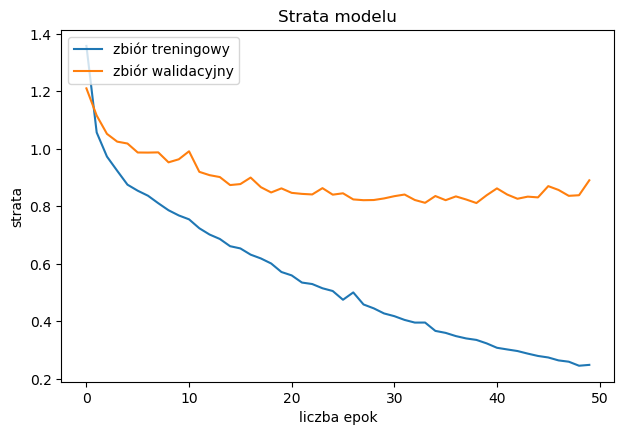 Strata modelu
zbiór treningowy
zbiór walidacyjny
strata
1.4
1.2
1.0
0.8
0.6
0.4
0.2
0 10 20 30 40 50
liczba epok